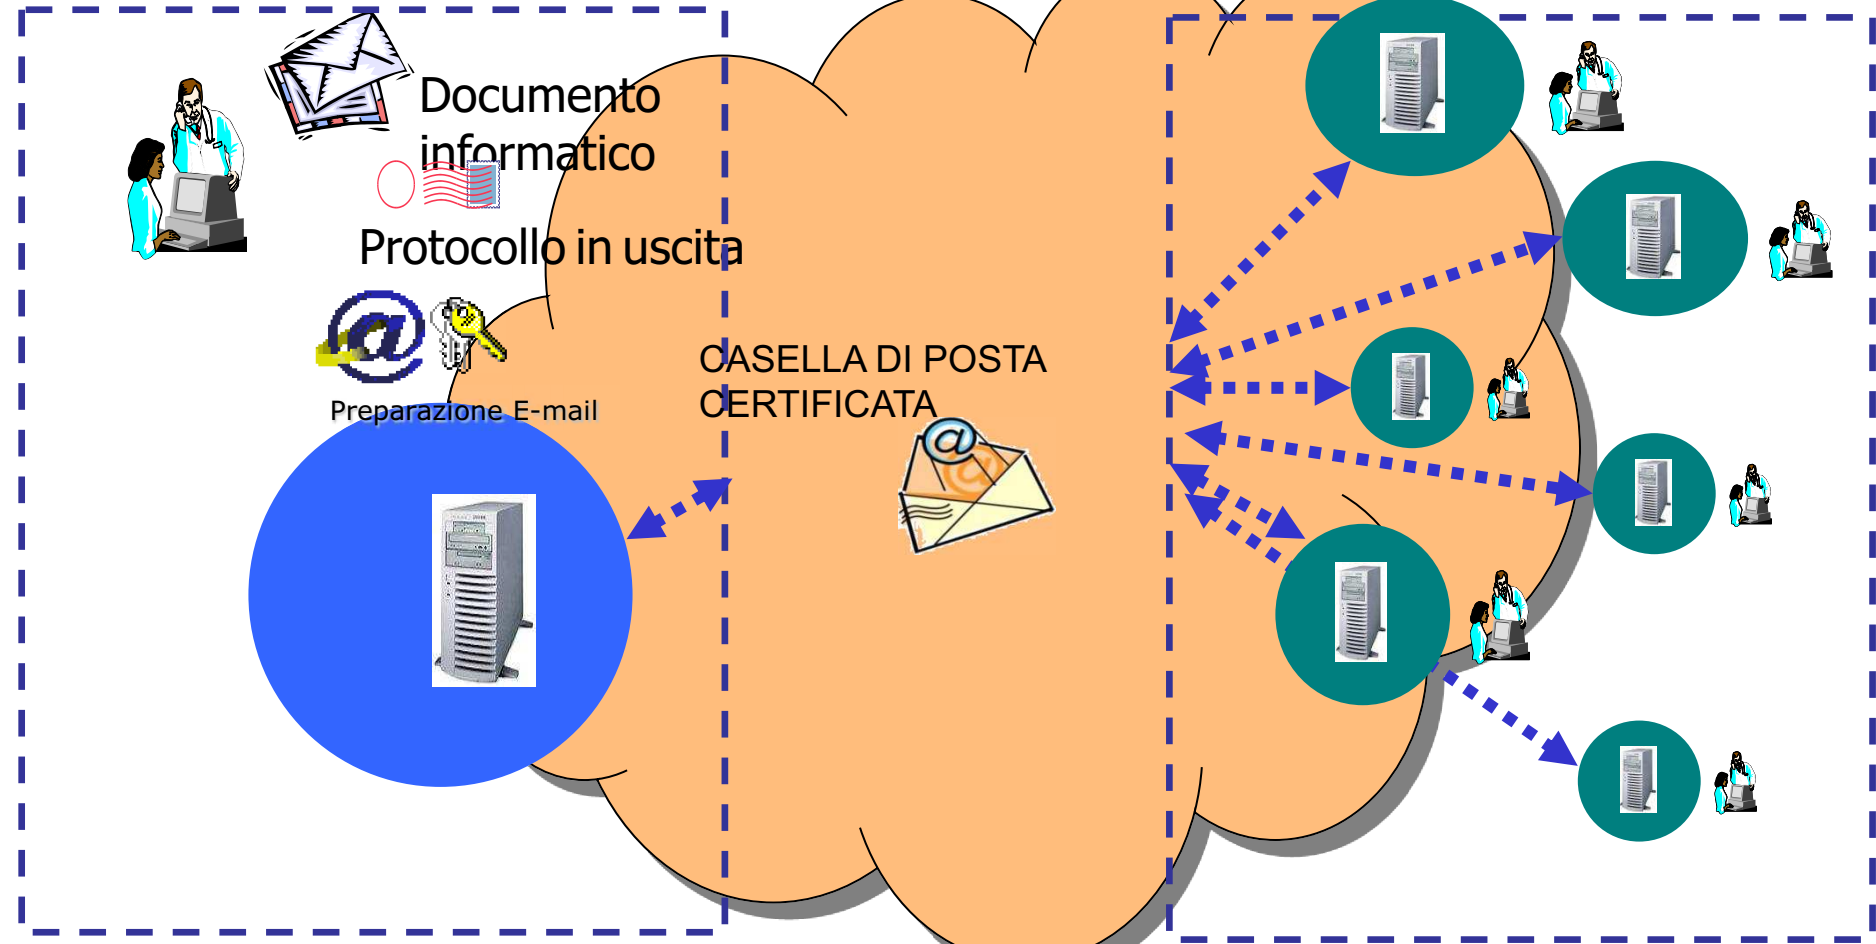 Documento
informatico
Protocollo in uscita
Preparazione E-mail
CASELLA DI POSTA
CERTIFICATA